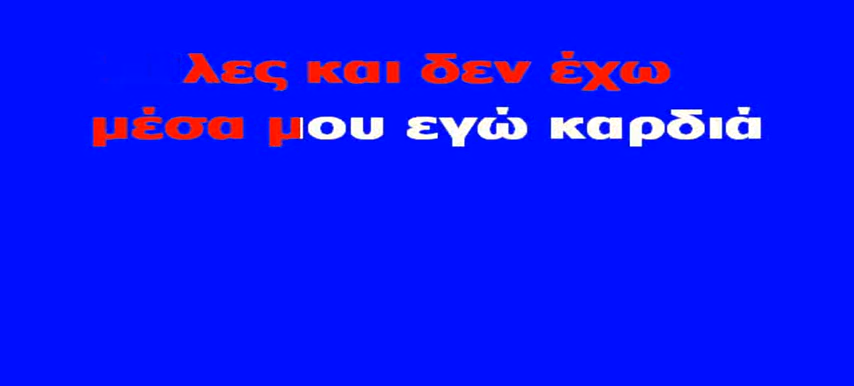 λες και δεν έχω
μέσα μου εγώ καρδιά